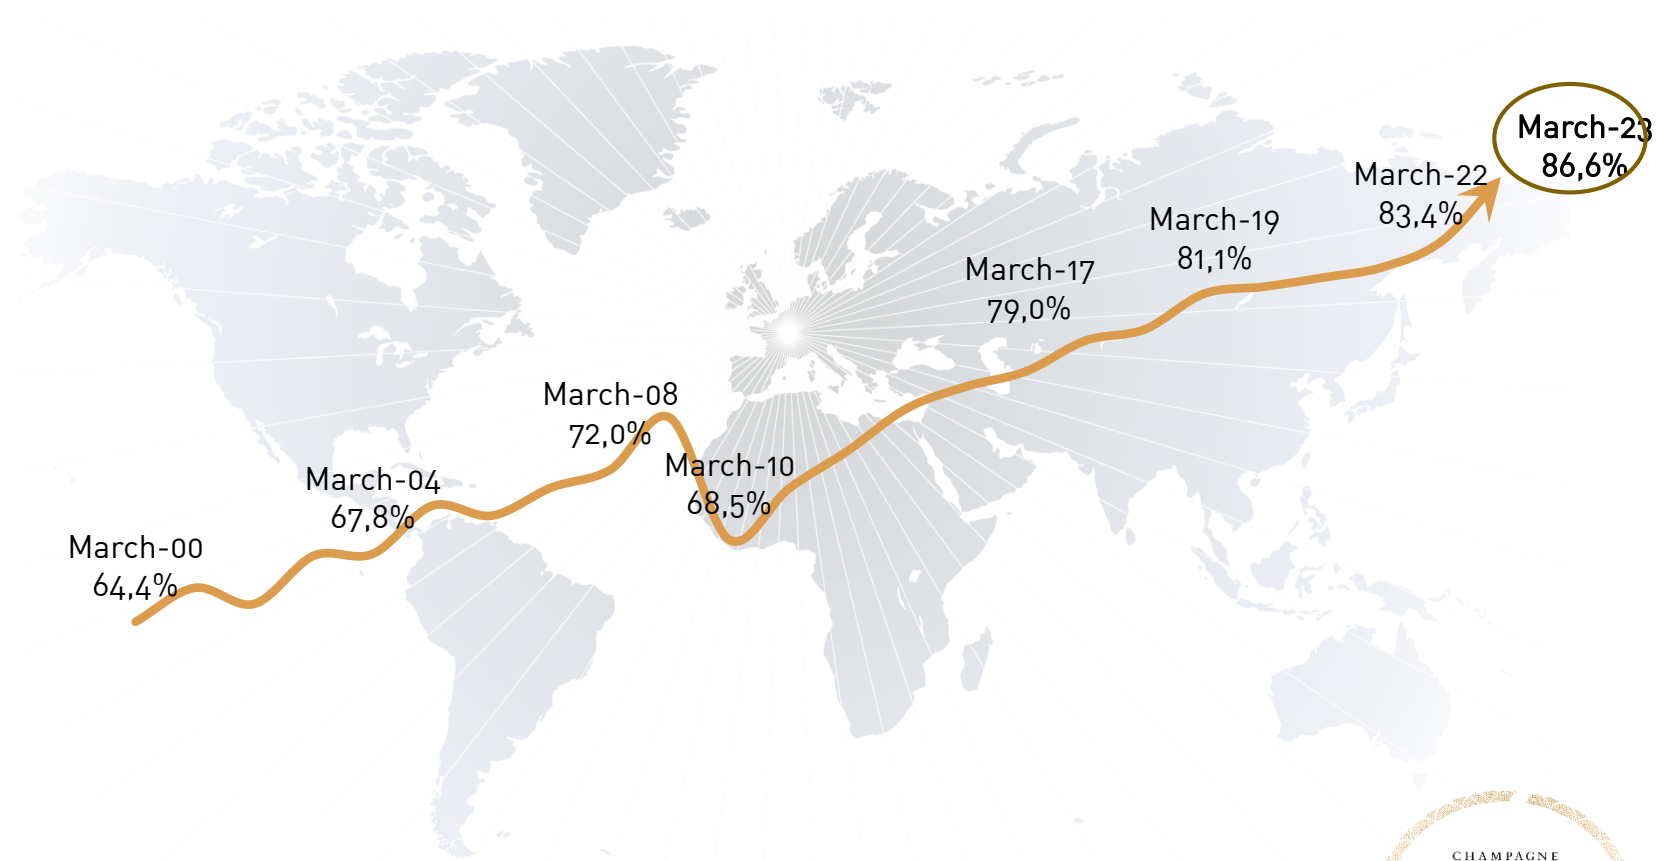 March-00
64,4%
March-04
67,8%
March-08
72,0%
March-10
68,5%
March-17
79,0%
March-19
81,1%
March-22
83,4%
March-23
86,6%
CHAMPAGNE